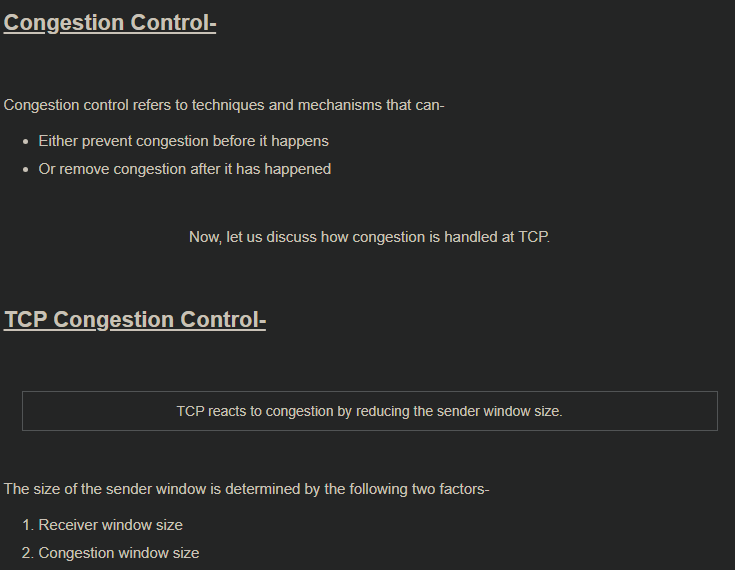 Congestion Control-
Congestion control refers to techniques and mechanisms that can-
• Either prevent congestion before it happens
• Or remove congestion after it has happened
Now, let us discuss how congestion is handled at TCP.
TCP Congestion Control-
TCP reacts to congestion by reducing the sender window size.
The size of the sender window is determined by the following two factors-
1. Receiver window size
2. Congestion window size